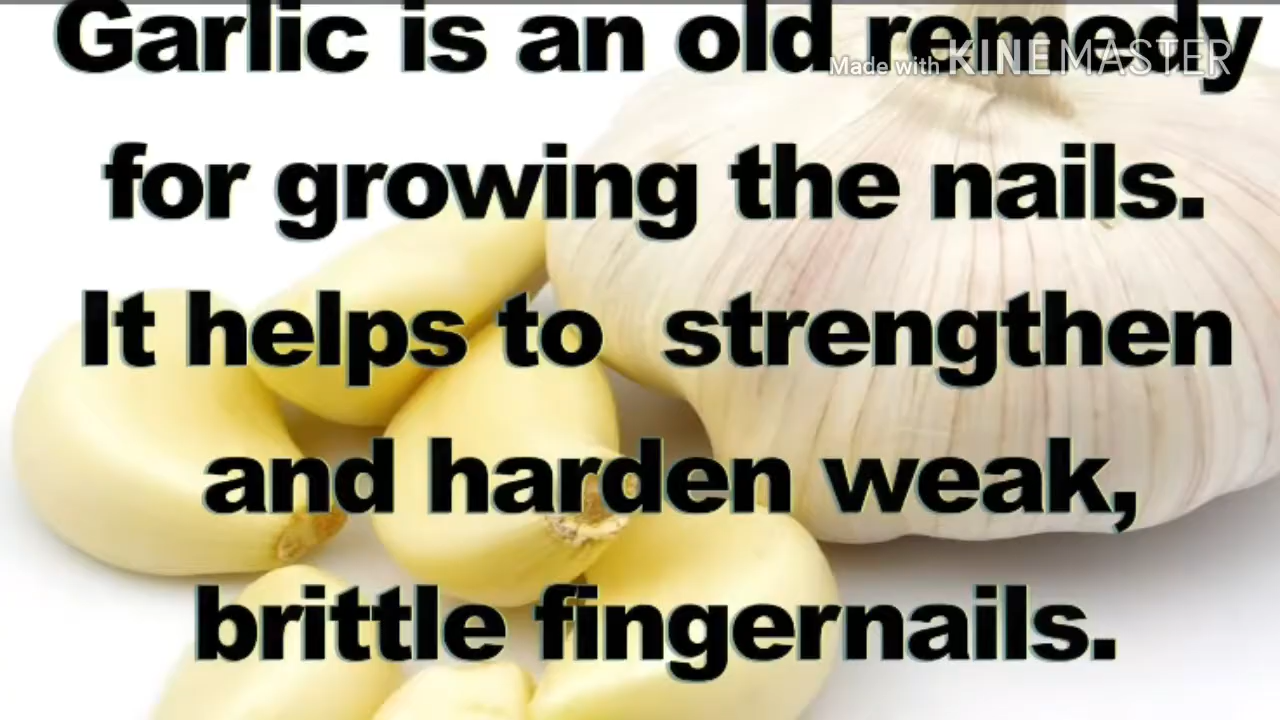 Garlic is an old remedy
Made with KINEMASTER
for growing the nails.
It helps to strengthen
and harden weak,
brittle fingernails.